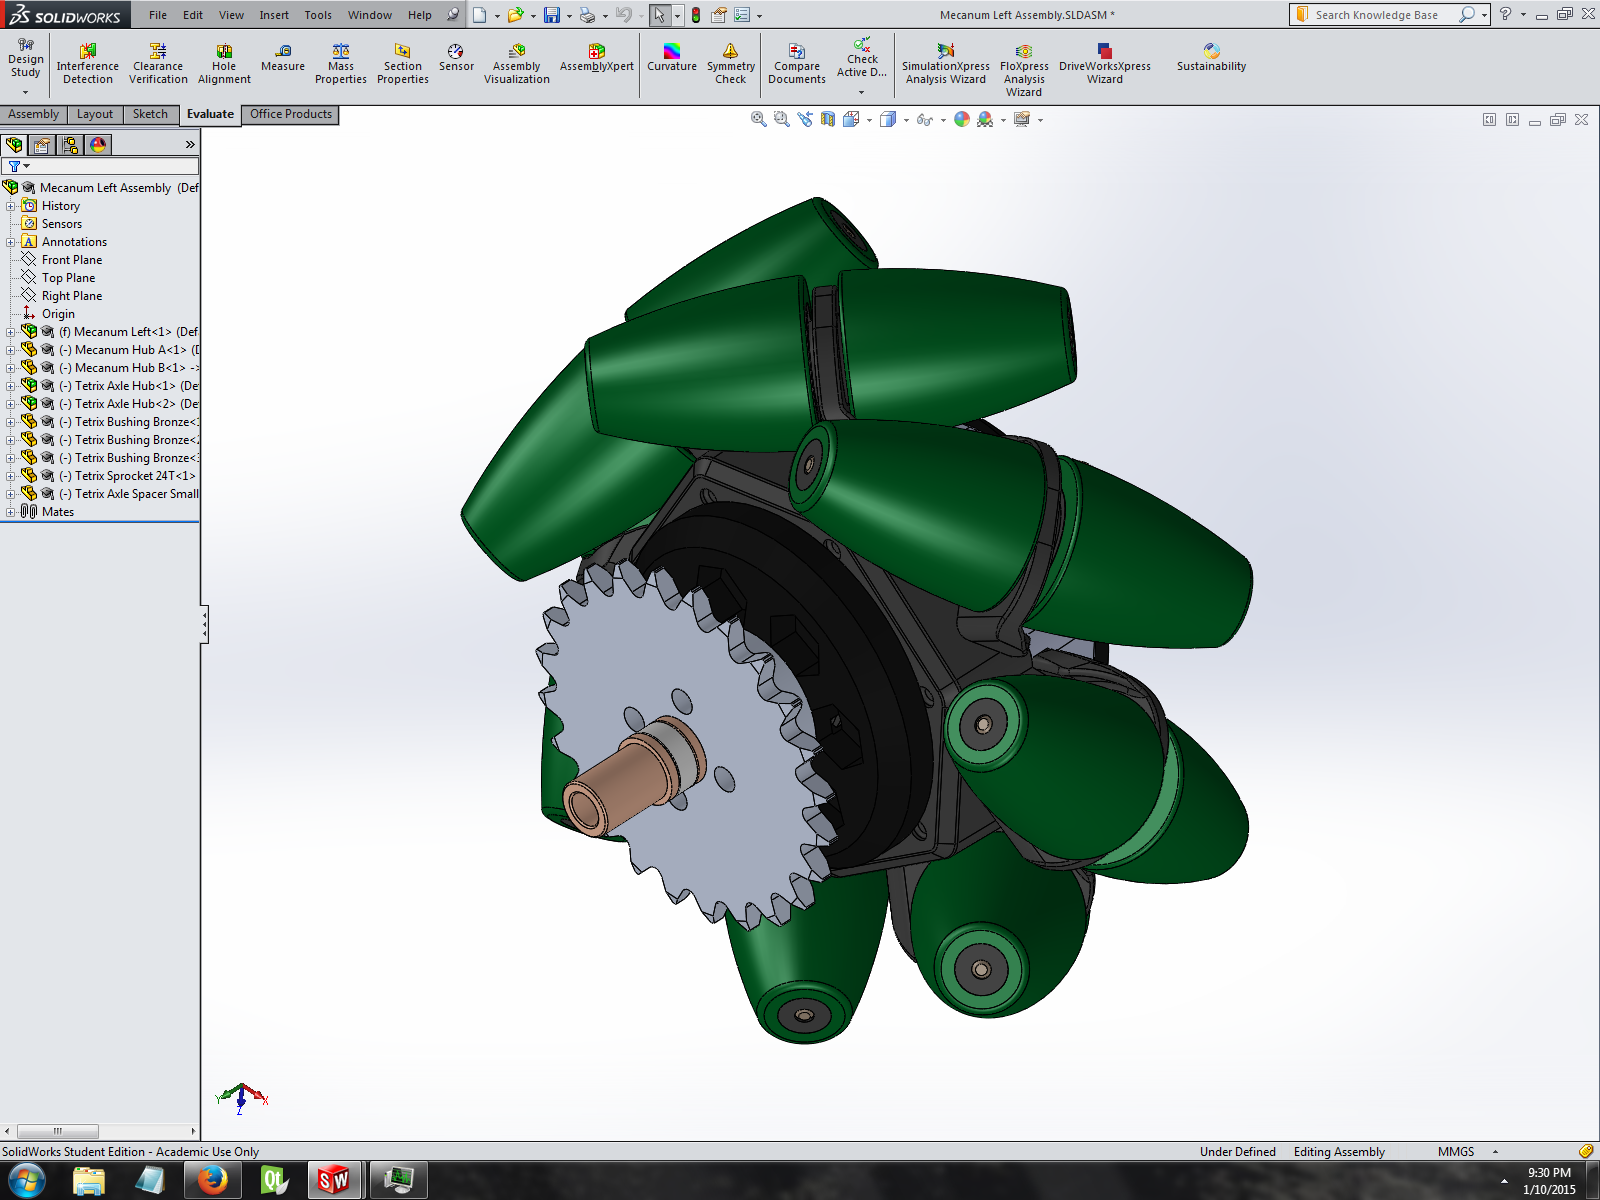 SOLIDWORKS File Edit View Insert Tools Window Help Mecanum Left Assembly.SLDASM * Search Knowledge Base
Design Study
Interference Detection
Clearance Verification
Hole Alignment
Measure
Mass Properties
Section Properties
Sensor
Assembly Visualization
AssemblyXpert
Curvature
Symmetry Check
Compare Documents
Check Active D...
SimulationXpress Analysis Wizard
FloXpress Analysis Wizard
DriveWorksXpress Wizard
Sustainability
Assembly Layout Sketch Evaluate Office Products
Mecanum Left Assembly (Def
History
Sensors
Annotations
Front Plane
Top Plane
Right Plane
Origin
(f) Mecanum Left<1> (Def
(-) Mecanum Hub A<1> (D
(-) Mecanum Hub B<1> ->
(-) Tetrix Axle Hub<1> (De
(-) Tetrix Axle Hub<2> (De
(-) Tetrix Bushing Bronze<1
(-) Tetrix Bushing Bronze<2
(-) Tetrix Bushing Bronze<3
(-) Tetrix Sprocket 24T<1>
(-) Tetrix Axle Spacer Small
Mates
Y X
Z
SolidWorks Student Edition - Academic Use Only Under Defined Editing Assembly MMGS
Qt SW 9:30 PM
1/10/2015